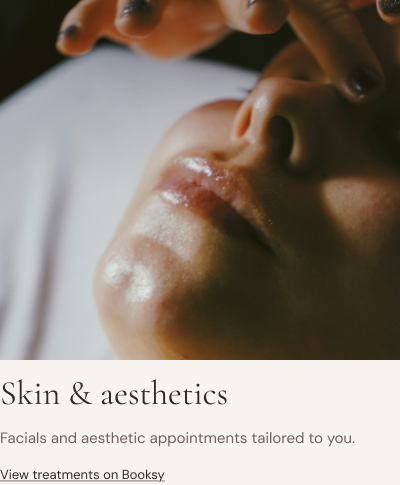 Skin & aesthetics
Facials and aesthetic appointments tailored to you.
View treatments on Booksy